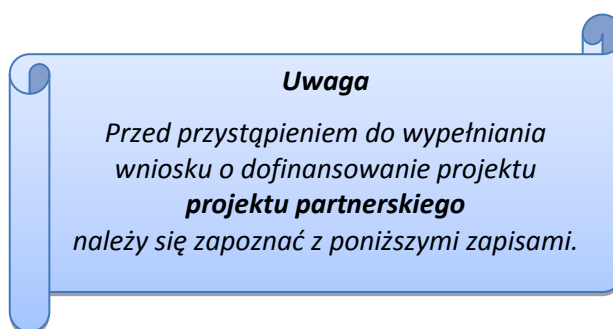 Uwaga
Przed przystąpieniem do wypełniania
wniosku o dofinansowanie projektu
projektu partnerskiego
należy się zapoznać z poniższymi zapisami.